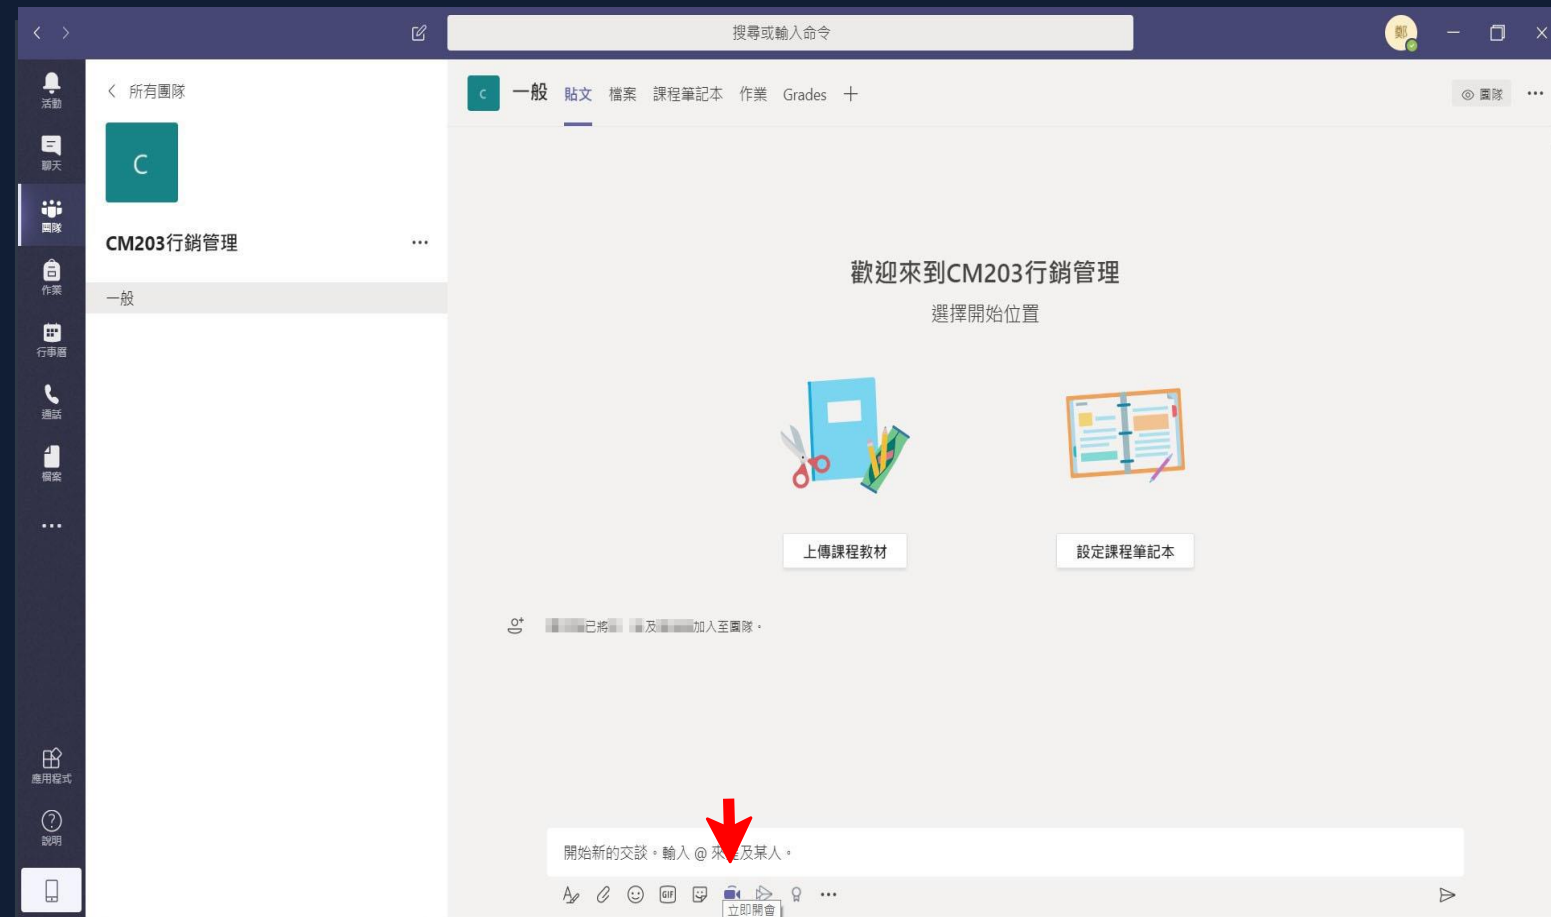 搜尋或輸入命令
鄭
活動
聊天
團隊
作業
行事曆
通話
檔案
應用程式
說明
所有團隊
C
CM203行銷管理
一般
C
一般 貼文 檔案 課程筆記本 作業 Grades
團隊
歡迎來到CM203行銷管理
選擇開始位置
上傳課程教材
設定課程筆記本
已將 及 加入至團隊。
開始新的交談。輸入 @ 來 及某人。
GIF
立即開會